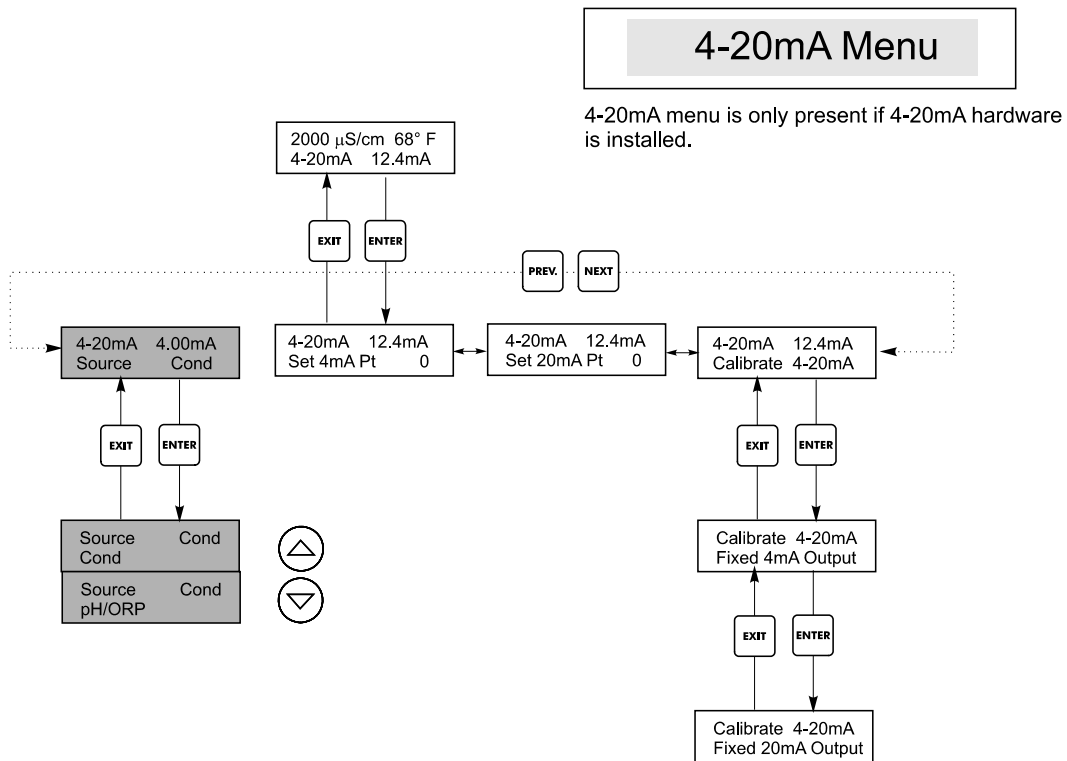 4-20mA Menu
4-20mA menu is only present if 4-20mA hardware
is installed.
2000 µS/cm 68° F
4-20mA 12.4mA
EXIT
ENTER
PREV.
NEXT
4-20mA 4.00mA
Source Cond
4-20mA 12.4mA
Set 4mA Pt 0
4-20mA 12.4mA
Set 20mA Pt 0
4-20mA 12.4mA
Calibrate 4-20mA
EXIT
ENTER
EXIT
ENTER
Source Cond
Cond
Source Cond
pH/ORP
Calibrate 4-20mA
Fixed 4mA Output
EXIT
ENTER
Calibrate 4-20mA
Fixed 20mA Output